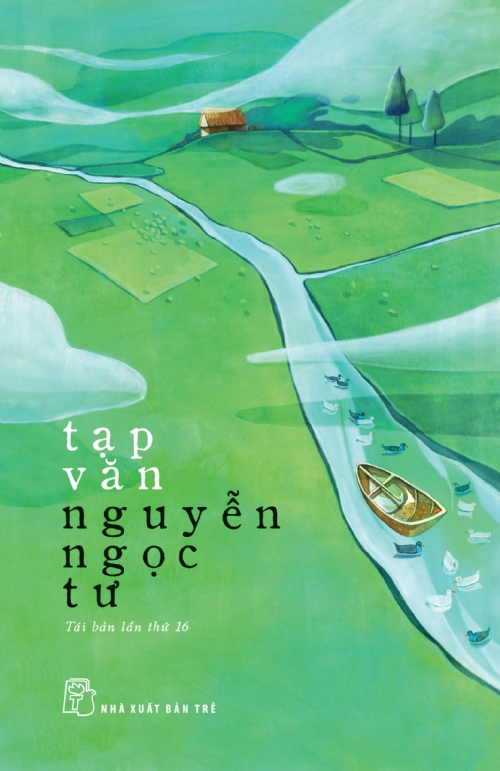 tạp
văn
nguyễn
ngọc
tư
Tái bản lần thứ 16
NHÀ XUẤT BẢN TRẺ